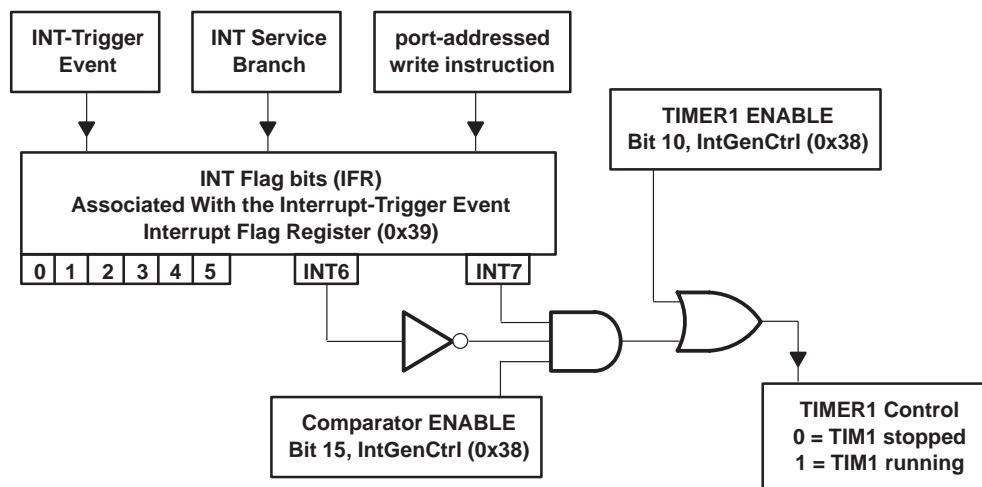 INT-Trigger
Event
INT Service
Branch
port-addressed
write instruction
TIMER1 ENABLE
Bit 10, IntGenCtrl (0x38)
INT Flag bits (IFR)
Associated With the Interrupt-Trigger Event
Interrupt Flag Register (0x39)
0 1 2 3 4 5 INT6 INT7
Comparator ENABLE
Bit 15, IntGenCtrl (0x38)
TIMER1 Control
0 = TIM1 stopped
1 = TIM1 running